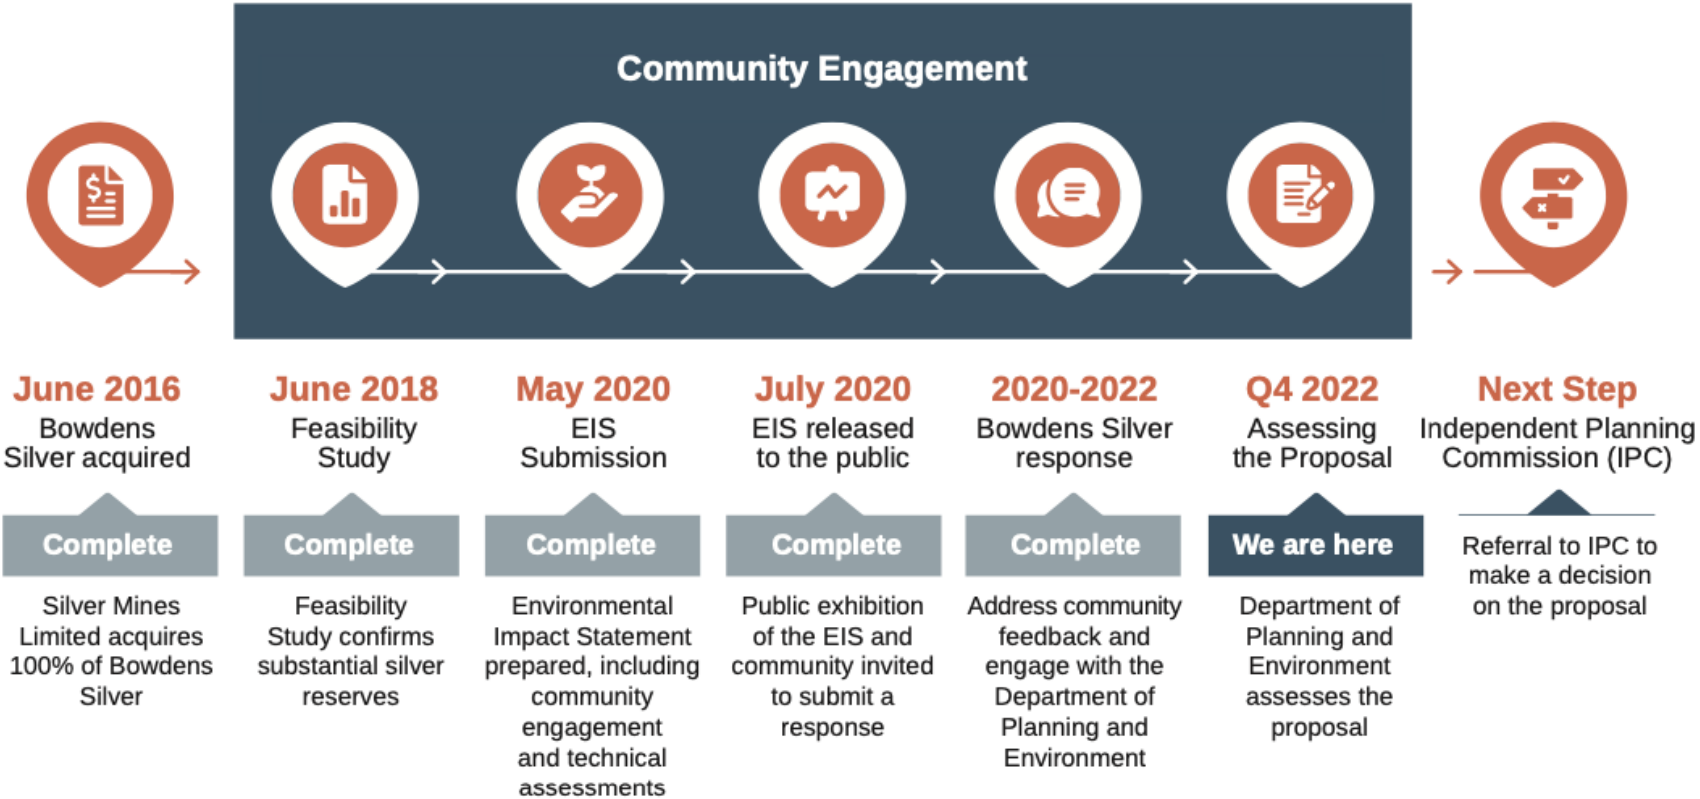 Community Engagement
$
June 2016
Bowdens
Silver acquired
Complete
Silver Mines
Limited acquires
100% of Bowdens
Silver
June 2018
Feasibility
Study
Complete
Feasibility
Study confirms
substantial silver
reserves
May 2020
EIS
Submission
Complete
Environmental
Impact Statement
prepared, including
community
engagement
and technical
assessments
July 2020
EIS released
to the public
Complete
Public exhibition
of the EIS and
community invited
to submit a
response
2020-2022
Bowdens Silver
response
Complete
Address community
feedback and
engage with the
Department of
Planning and
Environment
Q4 2022
Assessing
the Proposal
We are here
Department of
Planning and
Environment
assesses the
proposal
Next Step
Independent Planning
Commission (IPC)
Referral to IPC to
make a decision
on the proposal